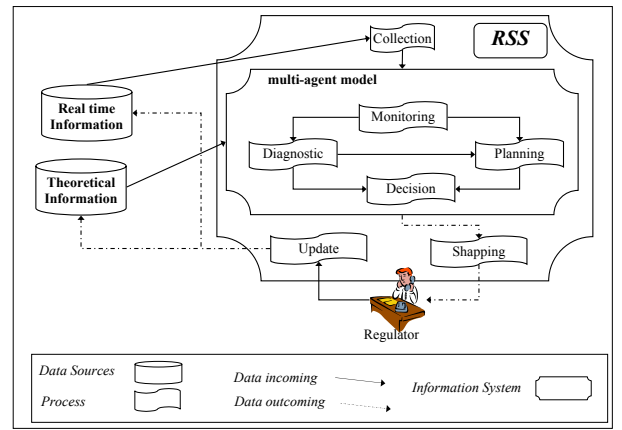 Collection
RSS
multi-agent model
Real time
Information
Monitoring
Diagnostic
Planning
Theoretical
Information
Decision
Update
Shapping
Regulator
Data Sources
Data incoming
Information System
Process
Data outcoming